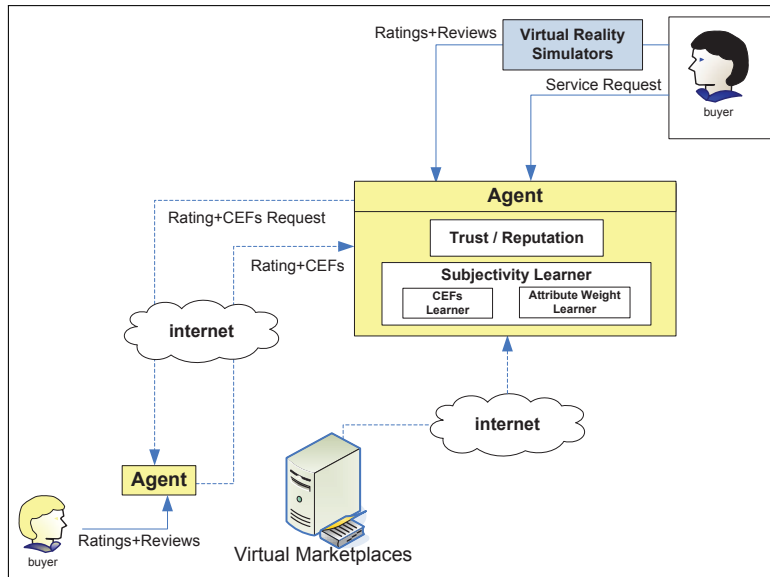 Ratings+Reviews
Virtual Reality
Simulators
Service Request
buyer
Agent
Rating+CEFs Request
Trust / Reputation
Rating+CEFs
Subjectivity Learner
CEFs
Learner
Attribute Weight
Learner
internet
internet
Agent
Ratings+Reviews
buyer
Virtual Marketplaces